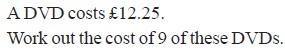 A DVD costs £12.25.
Work out the cost of 9 of these DVDs.